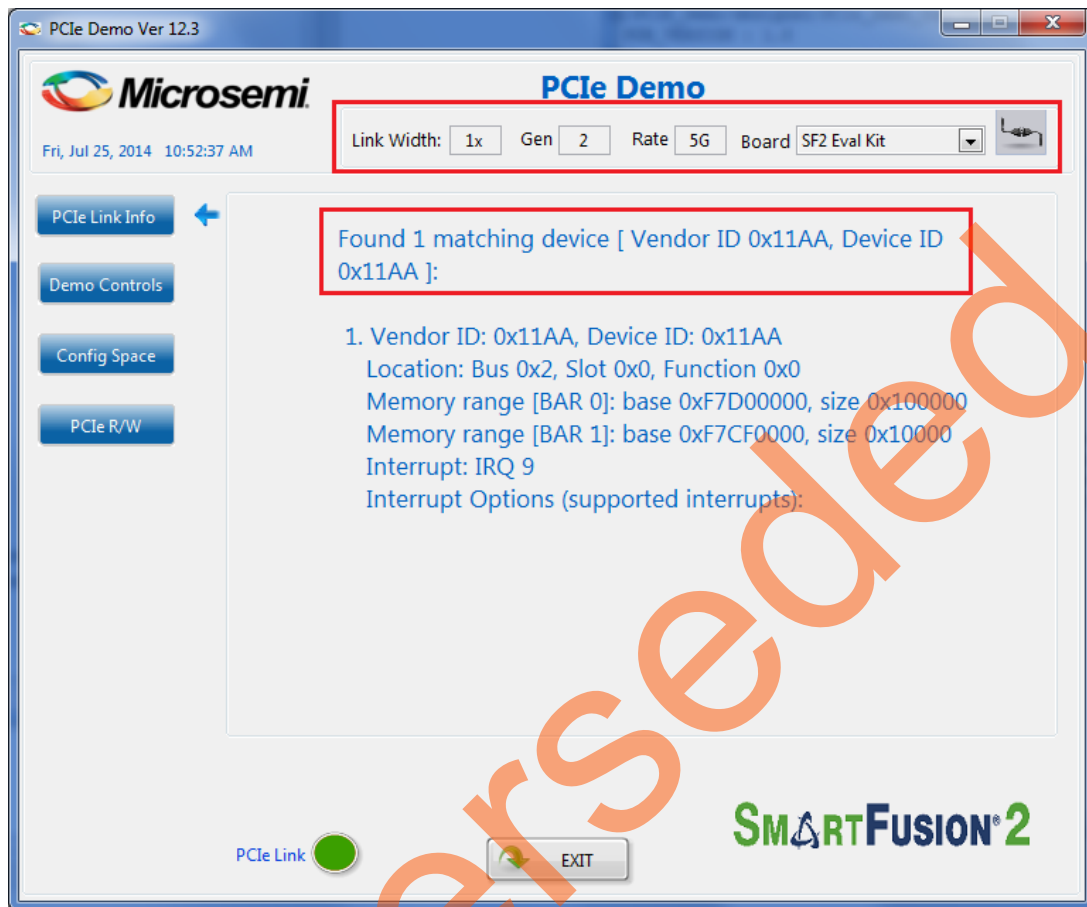 PCIe Demo Ver 12.3
Microsemi.
PCIe Demo
Fri, Jul 25, 2014 10:52:37 AM
Link Width: 1x Gen 2 Rate 5G Board SF2 Eval Kit
PCIe Link Info
Demo Controls
Config Space
PCIe R/W
Found 1 matching device [ Vendor ID 0x11AA, Device ID
0x11AA ]:
1. Vendor ID: 0x11AA, Device ID: 0x11AA
Location: Bus 0x2, Slot 0x0, Function 0x0
Memory range [BAR 0]: base 0xF7D00000, size 0x100000
Memory range [BAR 1]: base 0xF7CF0000, size 0x10000
Interrupt: IRQ 9
Interrupt Options (supported interrupts):
SmartFusion®2
PCIe Link
EXIT
erseded